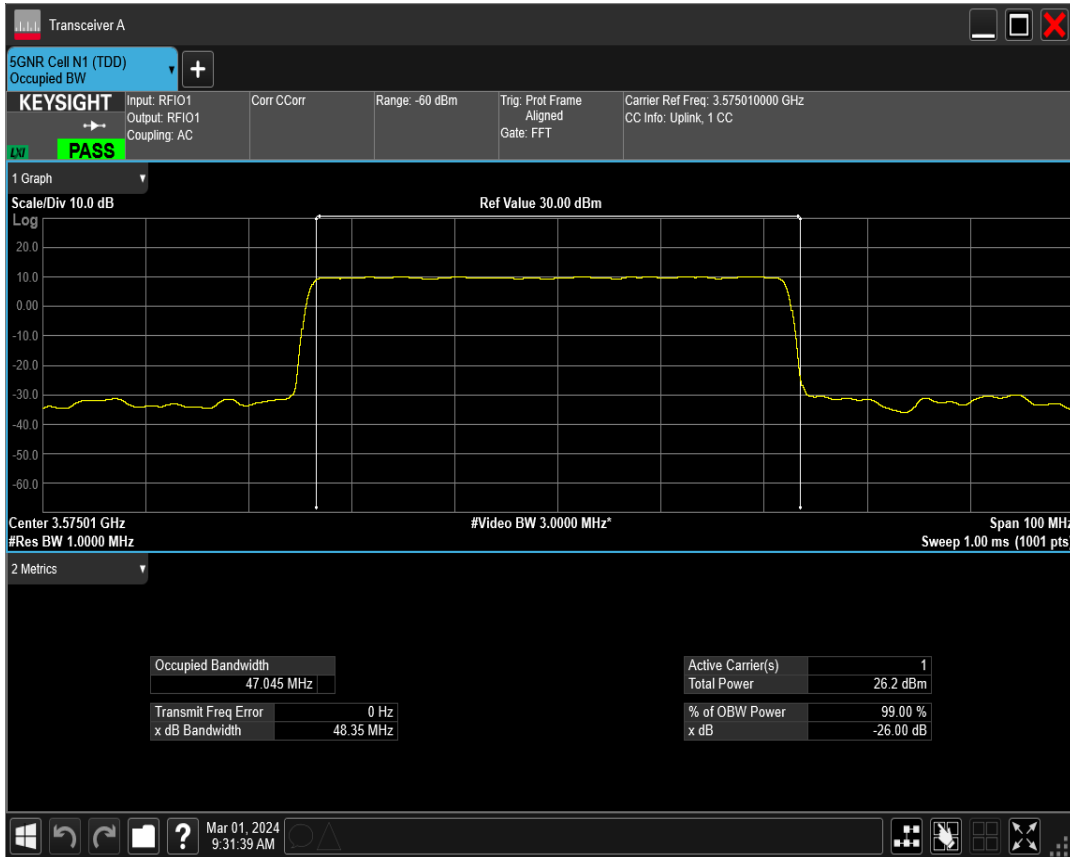 Transceiver A
5GNR Cell N1 (TDD)
Occupied BW
KEYSIGHT
LXI
PASS
Input: RFIO1
Output: RFIO1
Coupling: AC
Corr CCorr
Range: -60 dBm
Trig: Prot Frame
Aligned
Gate: FFT
Carrier Ref Freq: 3.575010000 GHz
CC Info: Uplink, 1 CC
1 Graph
Scale/Div 10.0 dB
Ref Value 30.00 dBm
Log
20.0
10.0
0.00
-10.0
-20.0
-30.0
-40.0
-50.0
-60.0
Center 3.57501 GHz
#Video BW 3.0000 MHz*
Span 100 MHz
#Res BW 1.0000 MHz
Sweep 1.00 ms (1001 pts)
2 Metrics
Occupied Bandwidth
47.045 MHz
Transmit Freq Error 0 Hz
x dB Bandwidth 48.35 MHz
Active Carrier(s) 1
Total Power 26.2 dBm
% of OBW Power 99.00 %
x dB -26.00 dB
?
Mar 01, 2024
9:31:39 AM